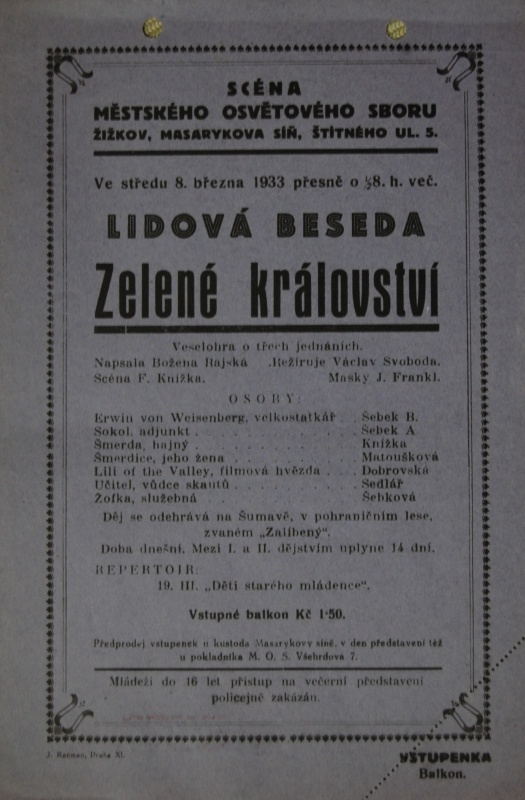 SCÉNA
MĚSTSKÉHO OSVĚTOVÉHO SBORU
ŽIŽKOV, MASARYKOVA SÍŇ, ŠTÍTNÉHO UL. 5.
Ve středu 8. března 1933 přesně o ½8. h. več.
LIDOVÁ BESEDA
Zelené království
Veselohra o třech jednáních.
Napsala Božena Rajská .Režiruje Václav Svoboda.
Scéna F. Knížka. Masky J. Frankl.
OSOBY:
Erwin von Weisenberg, velkostatkář . . Šebek B.
Sokol, adjunkt . . . . . . . . . . . Šebek A
Šmerda, hajný . . . . . . . . . . . Knížka
Šmerdice, jeho žena . . . . . . . . . Matoušková
Lili of the Valley, filmová hvězda . . . Dobrovská
Učitel, vůdce skautů . . . . . . . . . Sedlář
Žofka, služebná . . . . . . . . . . . Šebková
Děj se odehrává na Šumavě, v pohraničním lese,
zvaném „Zalíbený".
Doba dnešní. Mezi I. a II. dějstvím uplyne 14 dní.
REPERTOIR:
19. III. „Děti starého mládence".
Vstupné balkon Kč 1·50.
Předprodej vstupenek u kustoda Masarykovy síně, v den představení též
u pokladníka M. O. S. Všehrdova 7.
Mládeži do 16 let přístup na večerní představení
policejně zakázán.
Praha XI.
VSTUPENKA
Balkon.